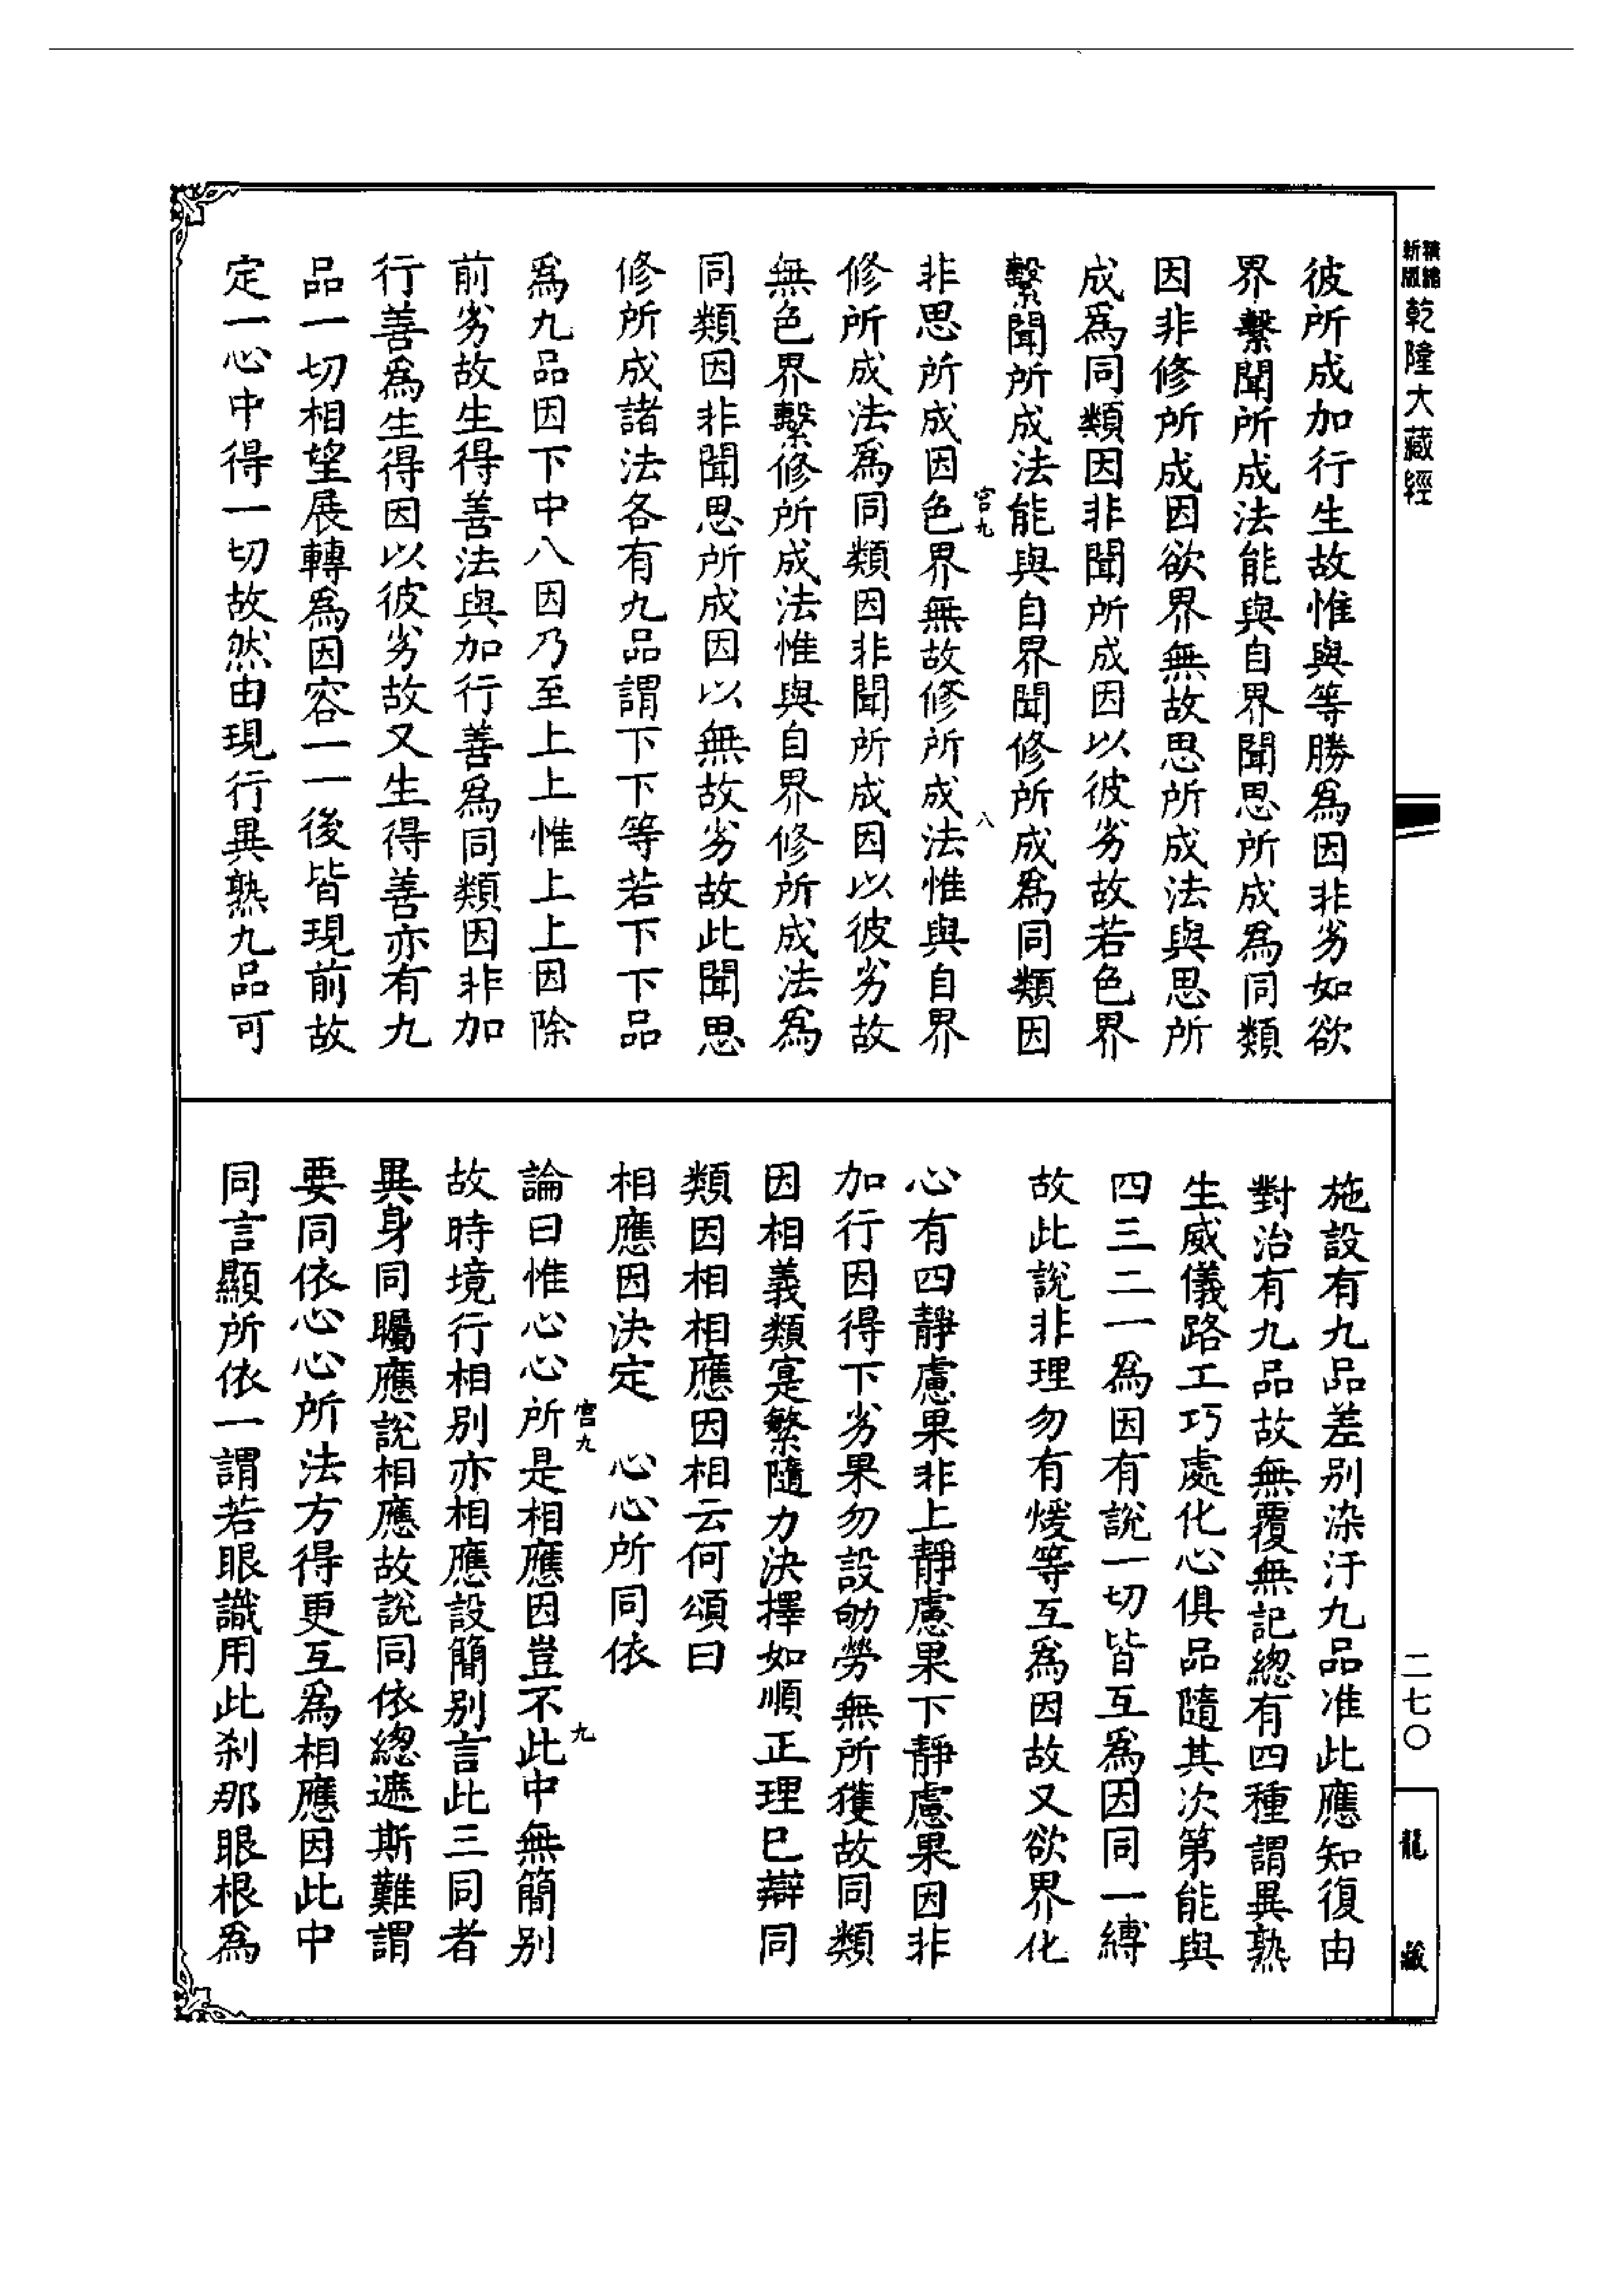 新版精縮乾隆大藏經
彼所成加行生故惟與等勝為因非劣如欲
界繫聞所成法能與自界聞思所成為同類
因非修所成因欲界無故思所成法與思所
成為同類因非聞所成因以彼劣故若色界
繫聞所成法能與自界聞修所成為同類因
宮九 八
非思所成因色界無故修所成法惟與自界
修所成法為同類因非聞所成因以彼劣故
無色界繫修所成法惟與自界修所成法為
同類因非聞思所成因以無故劣故此聞思
修所成諸法各有九品謂下下等若下下品
為九品因下中八因乃至上上惟上上因除
前劣故生得善法與加行善為同類因非加
行善為生得因以彼劣故又生得善亦有九
品一切相望展轉為因容一一後皆現前故
定一心中得一切故然由現行異熟九品可
施設有九品差別染汙九品准此應知復由
對治有九品故無覆無記總有四種謂異熟
生威儀路工巧處化心俱品隨其次第能與
四三二一為因有說一切皆互為因同一縛
故此說非理勿有煖等互為因故又欲界化
心有四靜慮果非上靜慮果下靜慮果因非
加行因得下劣果勿設劬勞無所獲故同類
因相義類寔繁隨力決擇如順正理已辯同
類因相相應因相云何頌曰
相應因決定　心心所同依
宮九 九
論曰惟心心所是相應因豈不此中無簡別
故時境行相別亦相應設簡別言此三同者
異身同矚應說相應故說同依總遮斯難謂
要同依心心所法方得更互為相應因此中
同言顯所依一謂若眼識用此剎那眼根為
二七〇
龍藏